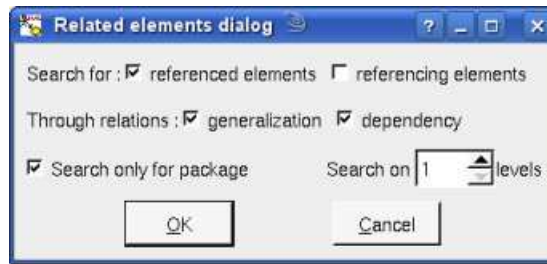 Related elements dialog
Search for : referenced elements referencing elements
Through relations : generalization dependency
Search only for package Search on 1 levels
OK Cancel